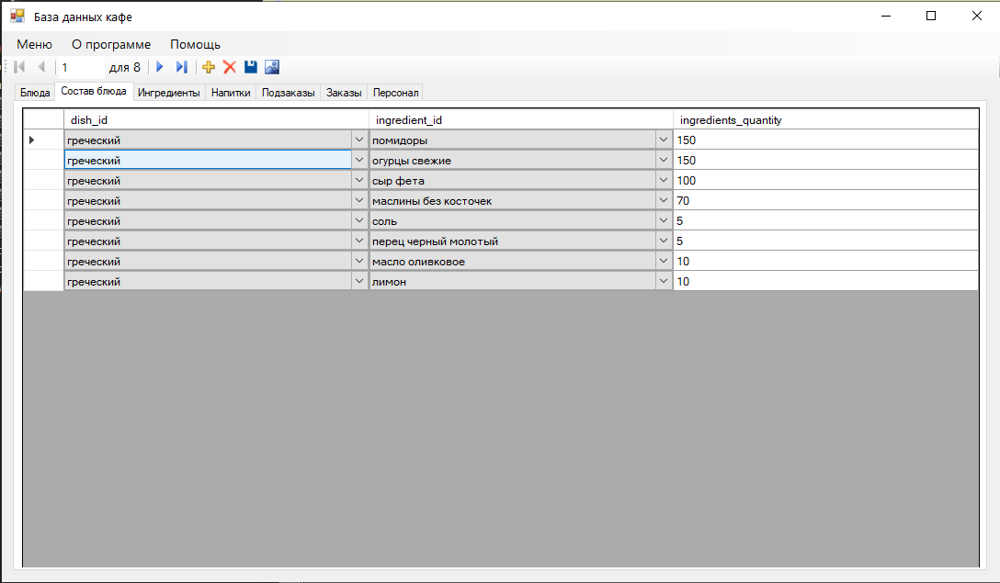 База данных кафе
Меню О программе Помощь
1 для 8
Блюда Состав блюда Ингредиенты Напитки Подзаказы Заказы Персонал
dish_id ingredient_id ingredients_quantity
греческий помидоры 150
греческий огурцы свежие 150
греческий сыр фета 100
греческий маслины без косточек 70
греческий соль 5
греческий перец черный молотый 5
греческий масло оливковое 10
греческий лимон 10